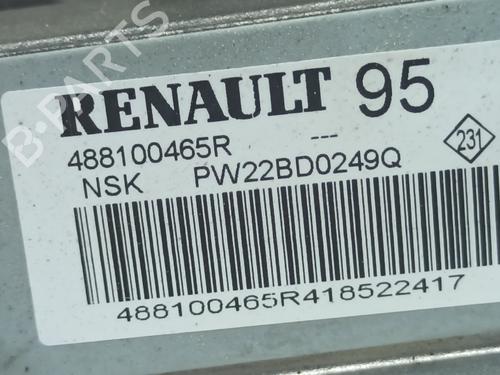 B-PARTS
RENAULT 95
488100465R ---
NSK PW22BD0249Q
231
488100465R418522417